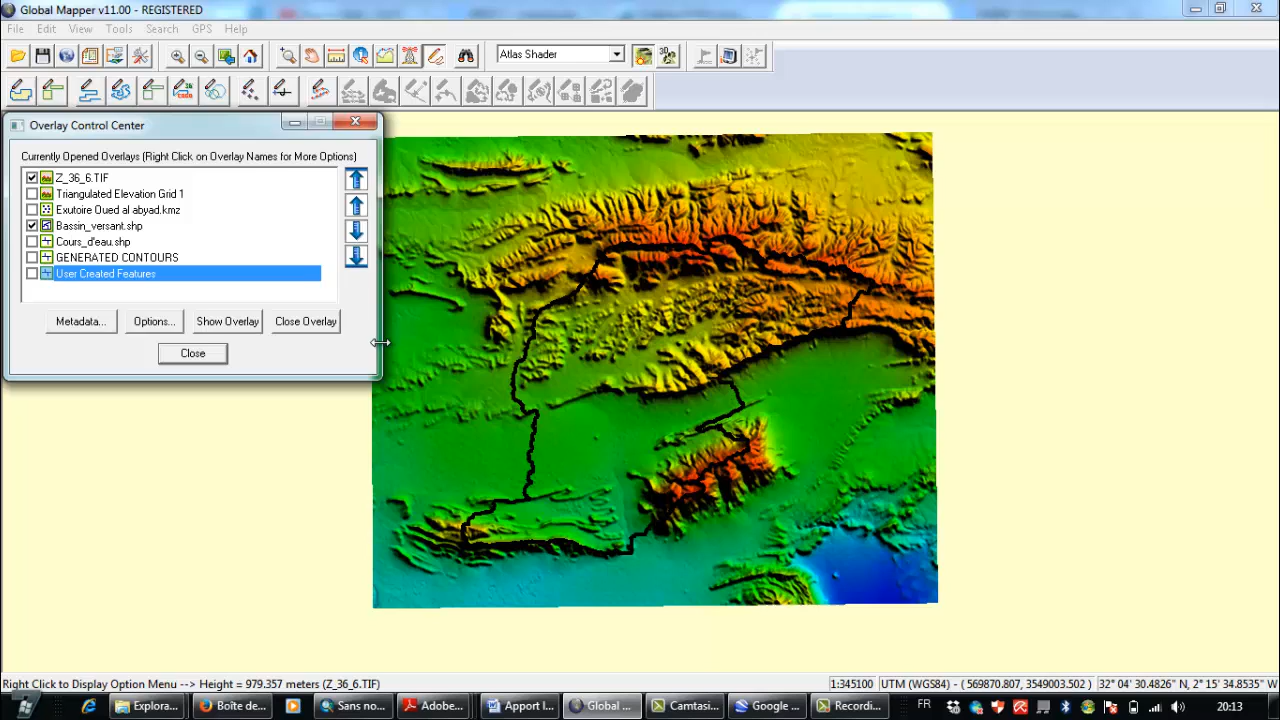 Global Mapper v11.00 - REGISTERED
File Edit View Tools Search GPS Help
3D
Atlas Shader
Overlay Control Center
Currently Opened Overlays (Right Click on Overlay Names for More Options)
Z_36_6.TIF
Triangulated Elevation Grid 1
Exutoire Oued al abyad.kmz
Bassin_versant.shp
Cours_d'eau.shp
GENERATED CONTOURS
User Created Features
Metadata... Options... Show Overlay Close Overlay
Close
Right Click to Display Option Menu --> Height = 979.357 meters (Z_36_6.TIF) 1:345100 UTM (WGS84) - ( 569870.807, 3549003.502 ) 32° 04' 30.4826" N, 2° 15' 34.8535" W
Explora... Boîte de... Sans no... Adobe... Apport l... Global ... Camtasi... Google ... Recordi... FR 20:13